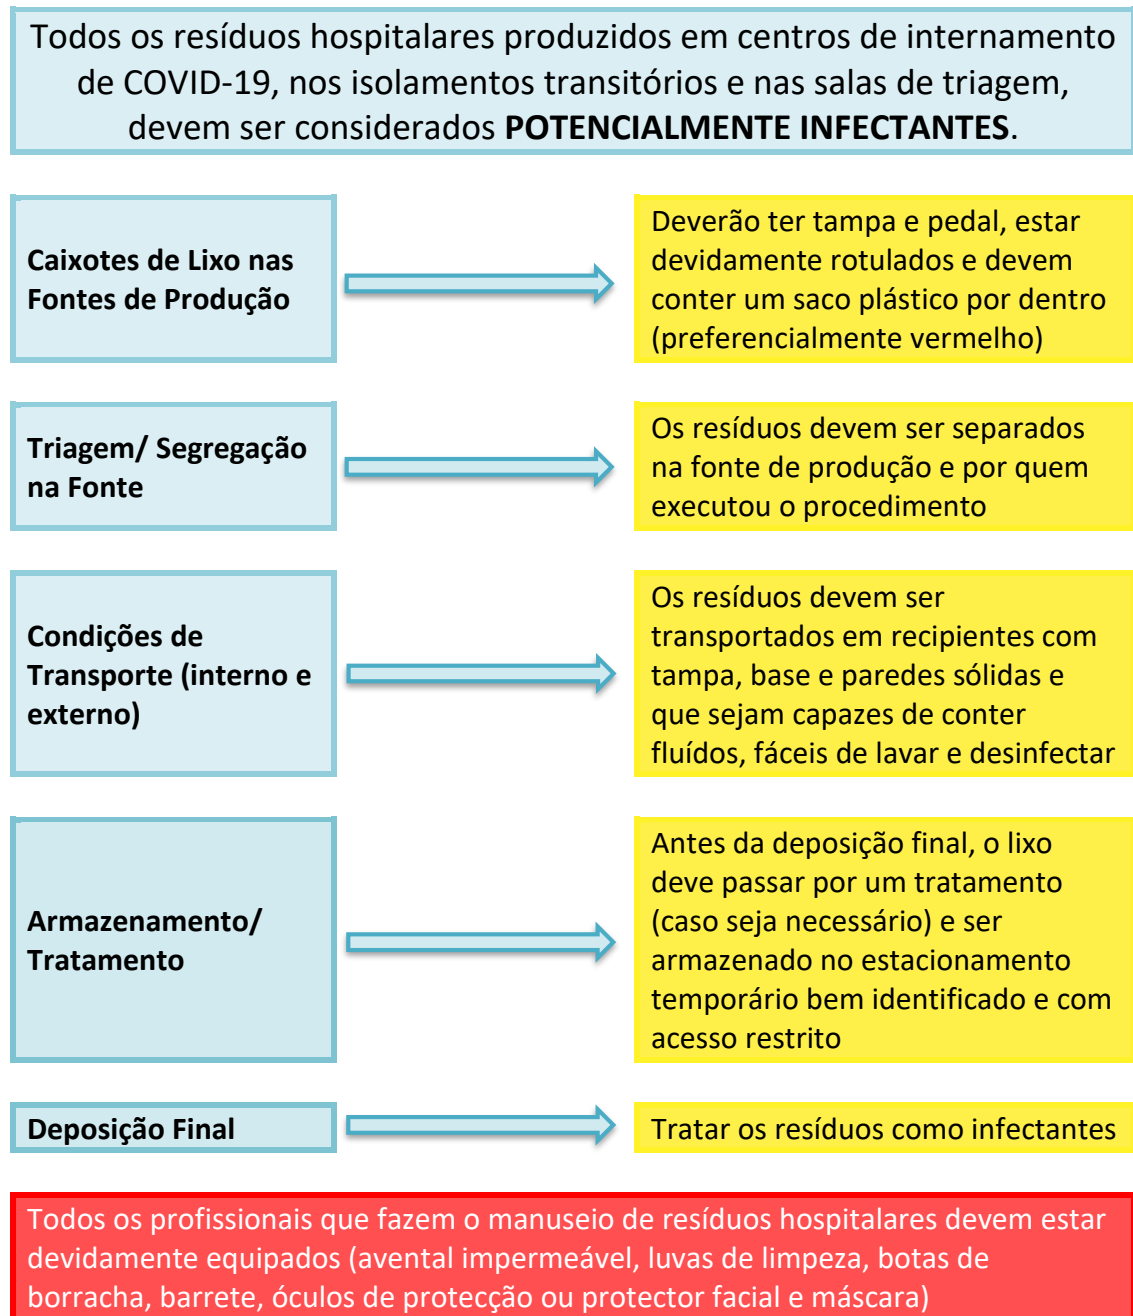 Todos os resíduos hospitalares produzidos em centros de internamento
de COVID-19, nos isolamentos transitórios e nas salas de triagem,
devem ser considerados POTENCIALMENTE INFECTANTES.
Caixotes de Lixo nas
Fontes de Produção
Deverão ter tampa e pedal, estar
devidamente rotulados e devem
conter um saco plástico por dentro
(preferencialmente vermelho)
Triagem/ Segregação
na Fonte
Os resíduos devem ser separados
na fonte de produção e por quem
executou o procedimento
Condições de
Transporte (interno e
externo)
Os resíduos devem ser
transportados em recipientes com
tampa, base e paredes sólidas e
que sejam capazes de conter
fluídos, fáceis de lavar e desinfectar
Armazenamento/
Tratamento
Antes da deposição final, o lixo
deve passar por um tratamento
(caso seja necessário) e ser
armazenado no estacionamento
temporário bem identificado e com
acesso restrito
Deposição Final
Tratar os resíduos como infectantes
Todos os profissionais que fazem o manuseio de resíduos hospitalares devem estar
devidamente equipados (avental impermeável, luvas de limpeza, botas de
borracha, barrete, óculos de protecção ou protector facial e máscara)